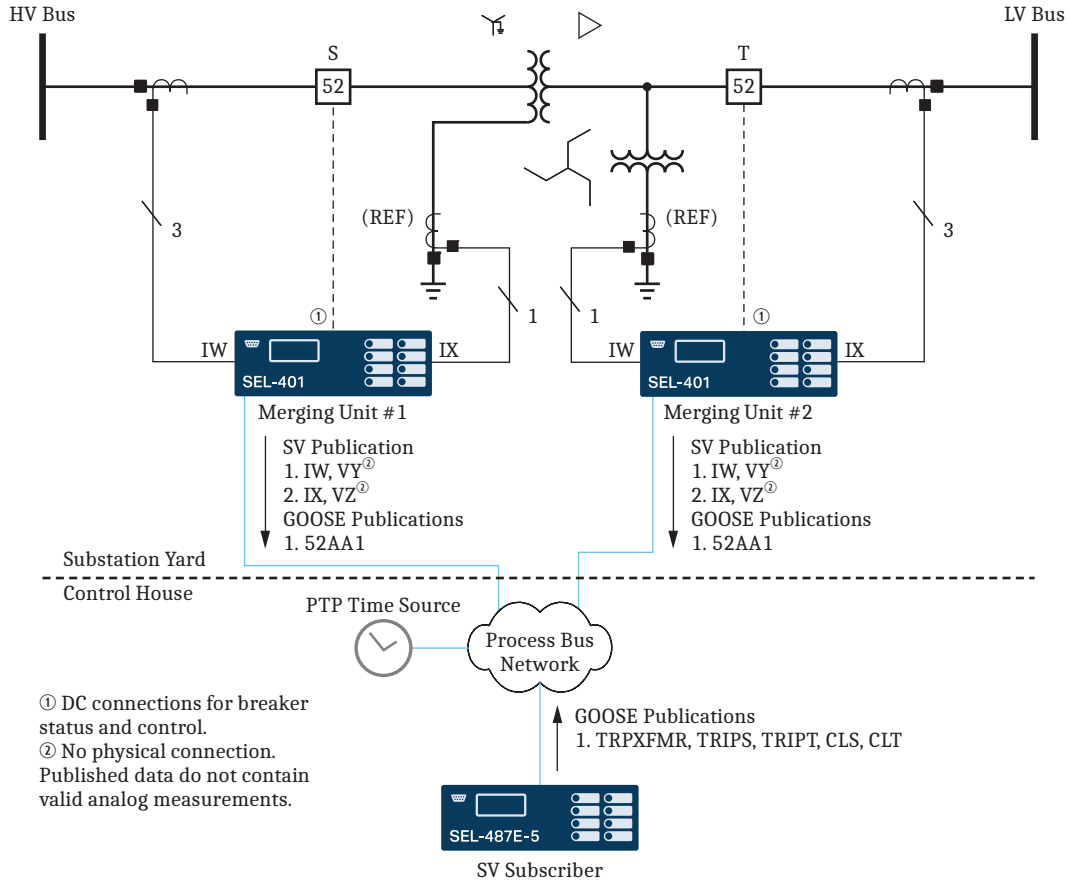 HV Bus
LV Bus
S
T
52
52
(REF)
(REF)
3
3
1
1
①
①
IW
IX
IW
IX
SEL-401
SEL-401
Merging Unit #1
Merging Unit #2
SV Publication
1. IW, VY②
2. IX, VZ②
GOOSE Publications
1. 52AA1
SV Publication
1. IW, VY②
2. IX, VZ②
GOOSE Publications
1. 52AA1
Substation Yard
Control House
PTP Time Source
Process Bus
Network
① DC connections for breaker
status and control.
② No physical connection.
Published data do not contain
valid analog measurements.
GOOSE Publications
1. TRPXFMR, TRIPS, TRIPT, CLS, CLT
SEL-487E-5
SV Subscriber